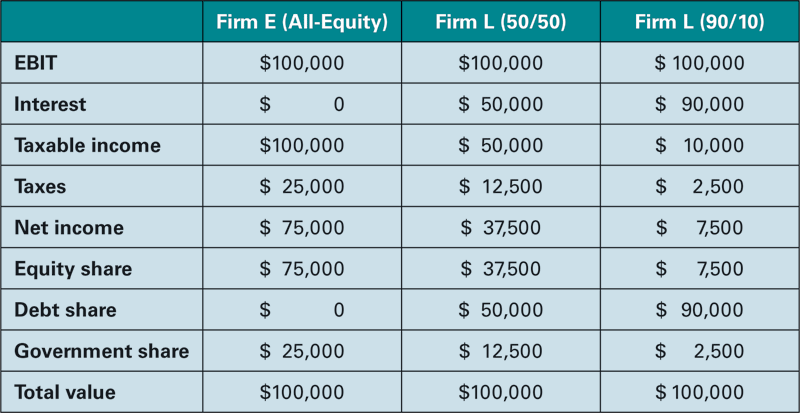 Firm E (All-Equity) Firm L (50/50) Firm L (90/10)
EBIT $100,000 $100,000 $ 100,000
Interest $ 0 $ 50,000 $ 90,000
Taxable income $100,000 $ 50,000 $ 10,000
Taxes $ 25,000 $ 12,500 $ 2,500
Net income $ 75,000 $ 37,500 $ 7,500
Equity share $ 75,000 $ 37,500 $ 7,500
Debt share $ 0 $ 50,000 $ 90,000
Government share $ 25,000 $ 12,500 $ 2,500
Total value $100,000 $100,000 $ 100,000